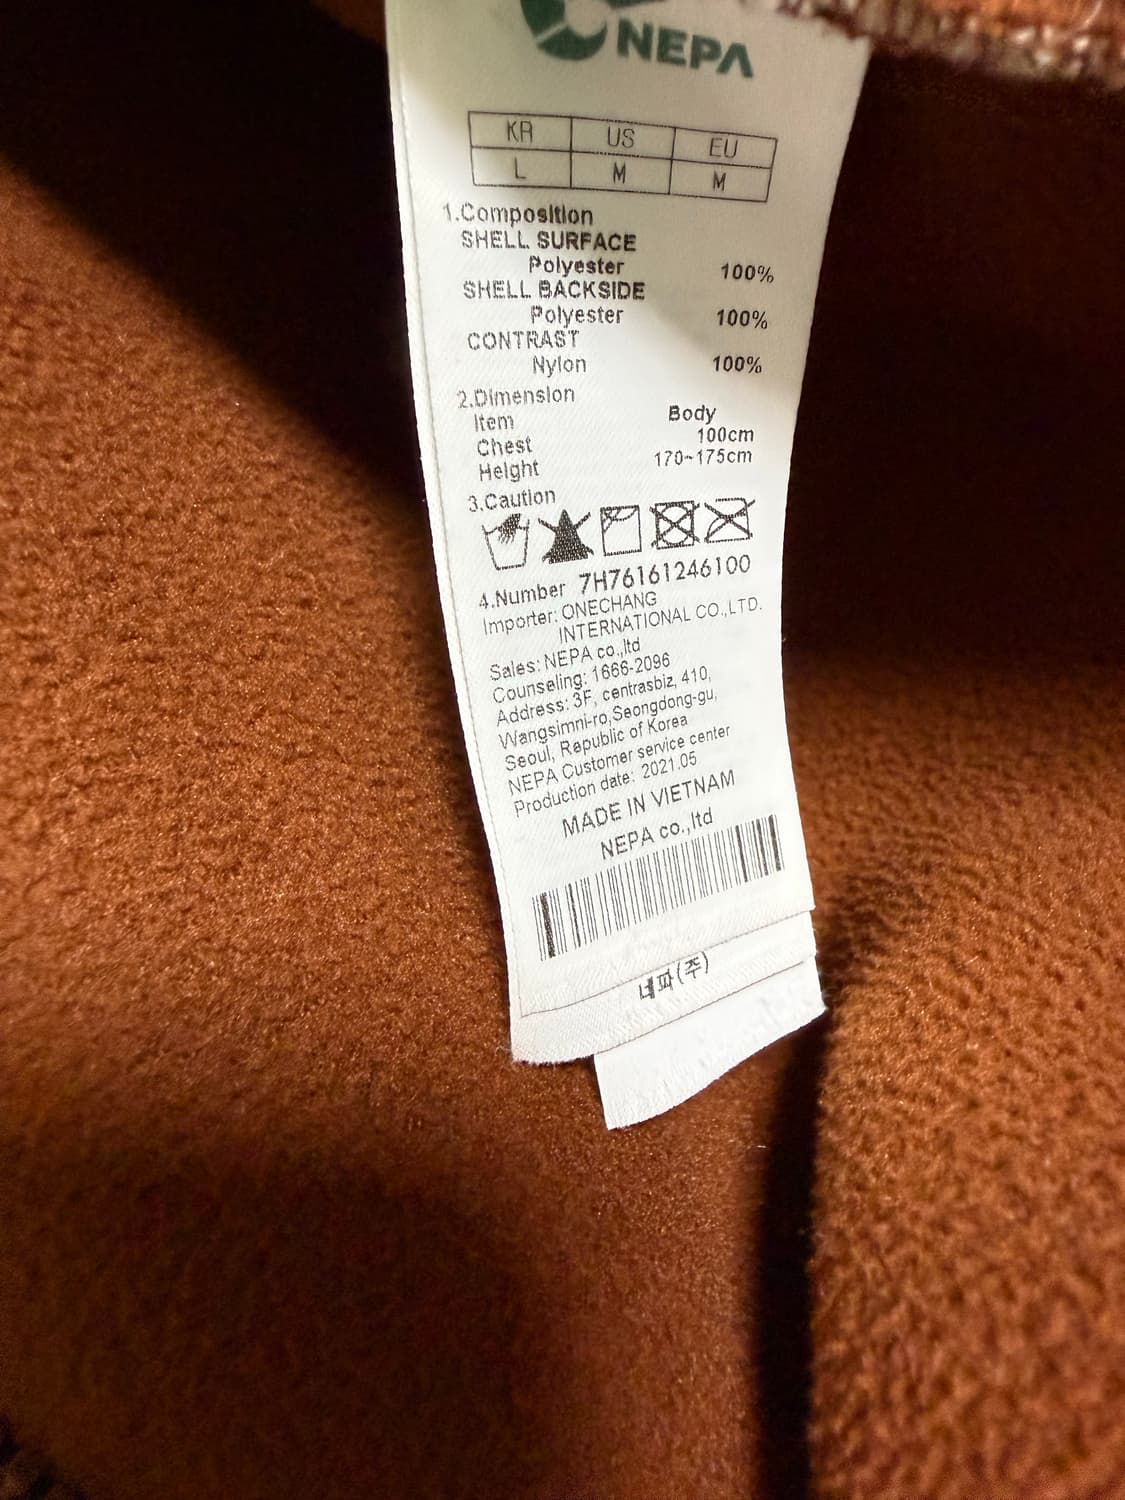 NEPA
KR US EU
L M M
1.Composition
SHELL SURFACE
Polyester 100%
SHELL BACKSIDE
Polyester 100%
CONTRAST
Nylon 100%
2.Dimension
Item Body
Chest 100cm
Height 170~175cm
3.Caution
4.Number 7H76161246100
Importer: ONECHANG
INTERNATIONAL CO.,LTD.
Sales: NEPA co.,ltd
Counseling: 1666-2096
Address: 3F, centrasbiz, 410,
Wangsimni-ro,Seongdong-gu,
Seoul, Republic of Korea
NEPA Customer service center
Production date: 2021.05
MADE IN VIETNAM
NEPA co.,ltd
네파(주)